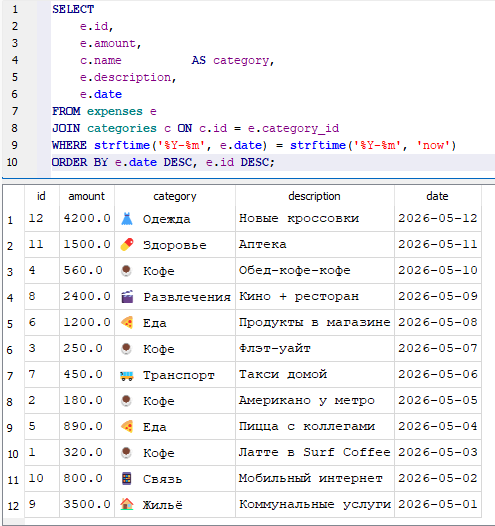 1 SELECT
2 e.id,
3 e.amount,
4 c.name AS category,
5 e.description,
6 e.date
7 FROM expenses e
8 JOIN categories c ON c.id = e.category_id
9 WHERE strftime('%Y-%m', e.date) = strftime('%Y-%m', 'now')
10 ORDER BY e.date DESC, e.id DESC;
id amount category description date
1 12 4200.0 👗 Одежда Новые кроссовки 2026-05-12
2 11 1500.0 💊 Здоровье Аптека 2026-05-11
3 4 560.0 ☕ Кофе Обед-кофе-кофе 2026-05-10
4 8 2400.0 🎬 Развлечения Кино + ресторан 2026-05-09
5 6 1200.0 🍕 Еда Продукты в магазине 2026-05-08
6 3 250.0 ☕ Кофе Флэт-уайт 2026-05-07
7 7 450.0 🚌 Транспорт Такси домой 2026-05-06
8 2 180.0 ☕ Кофе Американо у метро 2026-05-05
9 5 890.0 🍕 Еда Пицца с коллегами 2026-05-04
10 1 320.0 ☕ Кофе Латте в Surf Coffee 2026-05-03
11 10 800.0 📱 Связь Мобильный интернет 2026-05-02
12 9 3500.0 🏠 Жильё Коммунальные услуги 2026-05-01